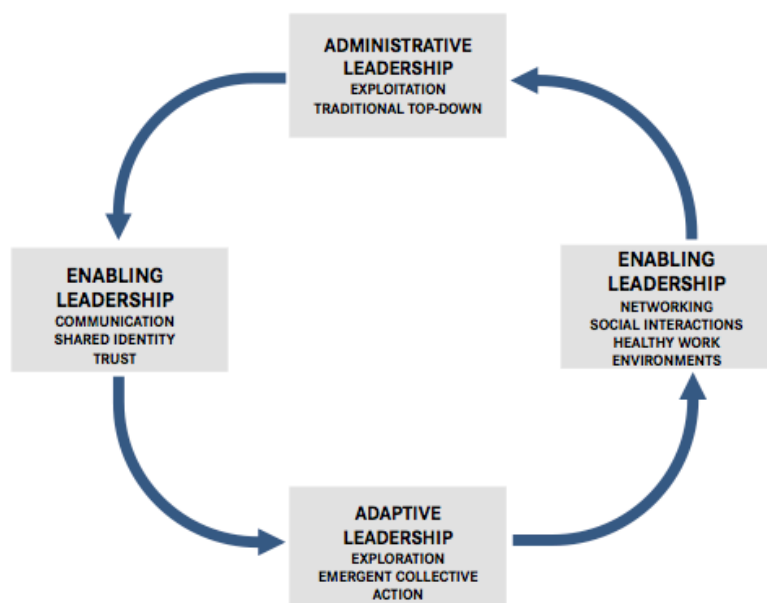 ADMINISTRATIVE
LEADERSHIP
EXPLOITATION
TRADITIONAL TOP-DOWN
ENABLING
LEADERSHIP
COMMUNICATION
SHARED IDENTITY
TRUST
ENABLING
LEADERSHIP
NETWORKING
SOCIAL INTERACTIONS
HEALTHY WORK
ENVIRONMENTS
ADAPTIVE
LEADERSHIP
EXPLORATION
EMERGENT COLLECTIVE
ACTION